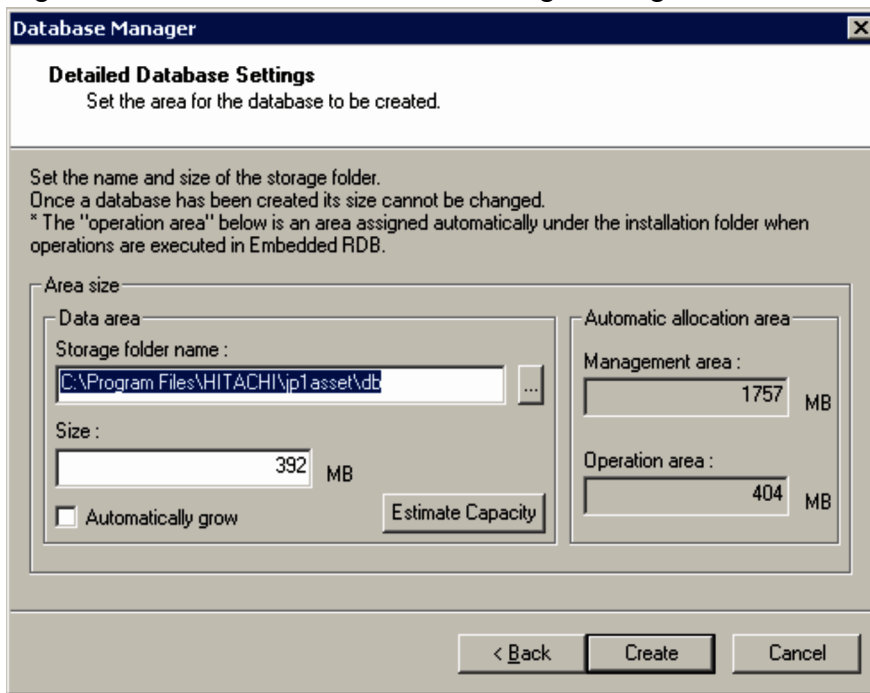 Database Manager
Detailed Database Settings
Set the area for the database to be created.
Set the name and size of the storage folder.
Once a database has been created its size cannot be changed.
* The "operation area" below is an area assigned automatically under the installation folder when
operations are executed in Embedded RDB.
Area size
Data area
Storage folder name :
C:\Program Files\HITACHI\jp1asset\db
...
Size :
392 MB
Automatically grow
Estimate Capacity
Automatic allocation area
Management area :
1757 MB
Operation area :
404 MB
< Back
Create
Cancel